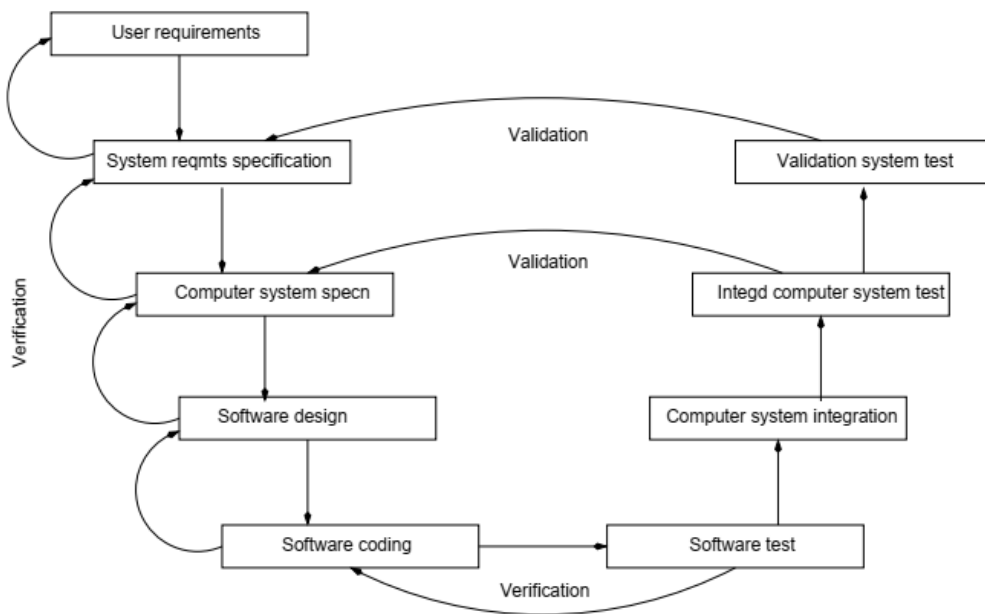 User requirements
Validation
System reqmts specification
Validation system test
Validation
Computer system specn
Integd computer system test
Verification
Software design
Computer system integration
Software coding
Software test
Verification